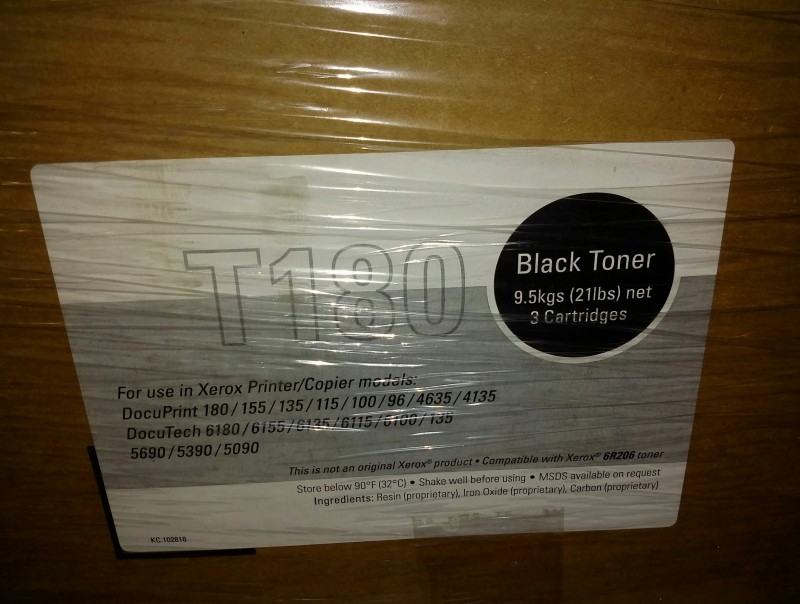 T180
Black Toner
9.5kgs (21lbs) net
3 Cartridges
For use in Xerox Printer/Copier models:
DocuPrint 180 / 155 / 135 / 115 / 100 / 96 / 4635 / 4135
DocuTech 6180 / 6155 / 6135 / 6115 / 6100 / 135
5690 / 5390 / 5090
This is not an original Xerox® product • Compatible with Xerox® 6R206 toner
Store below 90°F (32°C) • Shake well before using • MSDS available on request
Ingredients: Resin (proprietary), Iron Oxide (proprietary), Carbon (proprietary)
KC.102818